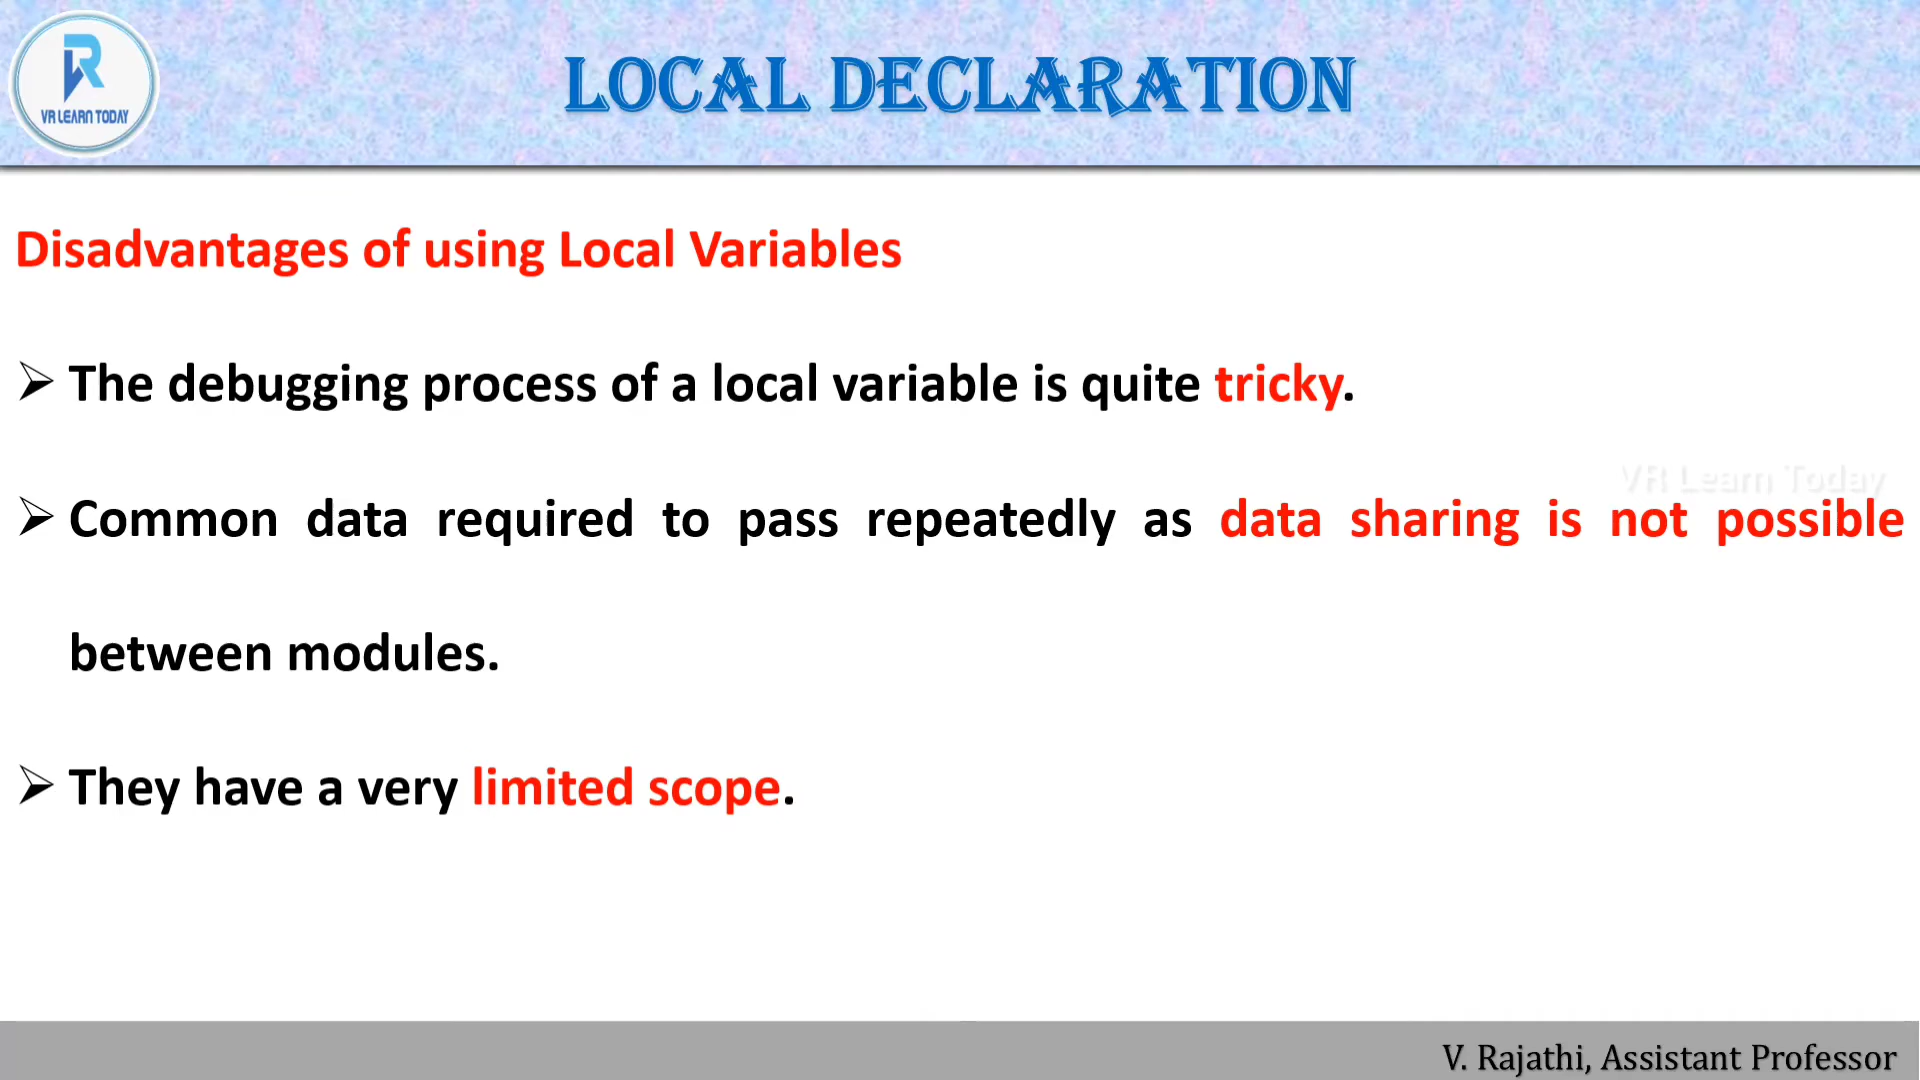 VR LEARN TODAY
LOCAL DECLARATION
Disadvantages of using Local Variables
➢ The debugging process of a local variable is quite tricky.
VR Learn Today
➢ Common data required to pass repeatedly as data sharing is not possible
between modules.
➢ They have a very limited scope.
V. Rajathi, Assistant Professor